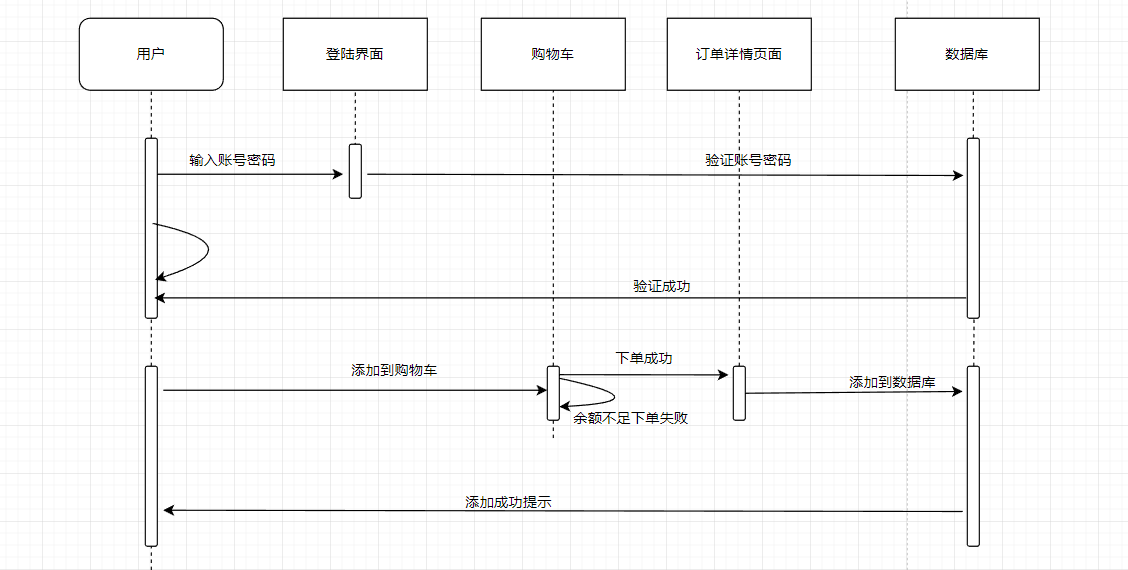 用户
登陆界面
购物车
订单详情页面
数据库
输入账号密码
验证账号密码
验证成功
下单成功
添加到购物车
添加到数据库
余额不足下单失败
添加成功提示